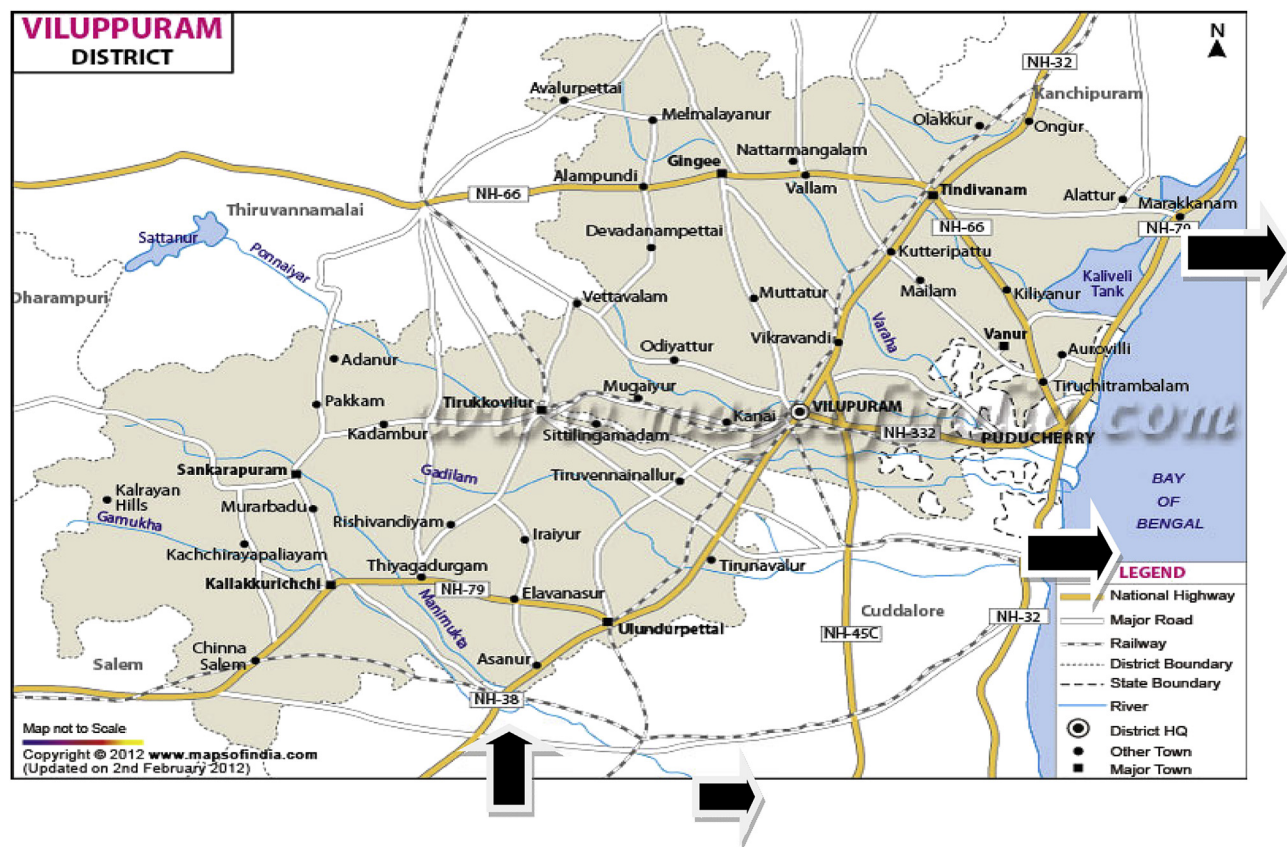 VILUPPURAM
DISTRICT
N
NH-32
Kanchipuram
Avalurpettai
Melmalayanur
Olakkur
Ongur
Nattarmangalam
Gingee
Alampundi
Vallam
Tindivanam
NH-66
Alattur
Marakkanam
Thiruvannamalai
NH-66
NH-79
Sattanur
Devadanampettai
Kutteripattu
Ponnaiyar
Kaliveli
Tank
Dharampuri
Vettavalam
Muttatur
Mailam
Kiliyanur
Varaha
Vanur
Vikravandi
Odiyattur
Aurovilli
Adanur
Mugaiyur
Tiruchitrambalam
Pakkam
Tirukkovilur
Kanai
VILUPURAM
www.mapsofindia.com
Kadambur
Sittilingamadam
NH-332
PUDUCHERRY
Sankarapuram
Gadilam
Tiruvennainallur
Kalrayan
Hills
Murarbadu
BAY
OF
BENGAL
Gamukha
Rishivandiyam
Iraiyur
Kachchirayapaliayam
Thiyagadurgam
Tirunavalur
Kallakkurichchi
NH-79
Elavanasur
LEGEND
National Highway
Manimukta
Cuddalore
NH-32
Major Road
Ulundurpettai
NH-45C
Railway
Chinna
Salem
Salem
Asanur
District Boundary
State Boundary
NH-38
River
Map not to Scale
District HQ
Copyright © 2012 www.mapsofindia.com
Other Town
(Updated on 2nd February 2012)
Major Town